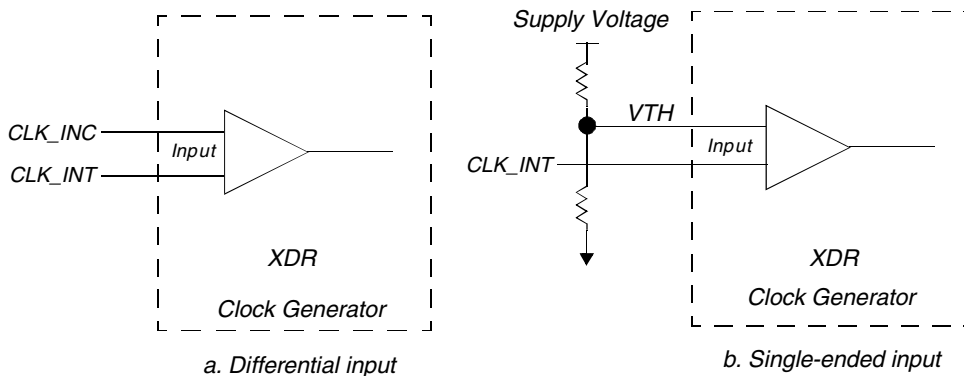 CLK_INC
CLK_INT
Input
XDR
Clock Generator
a. Differential input
Supply Voltage
VTH
CLK_INT
Input
XDR
Clock Generator
b. Single-ended input